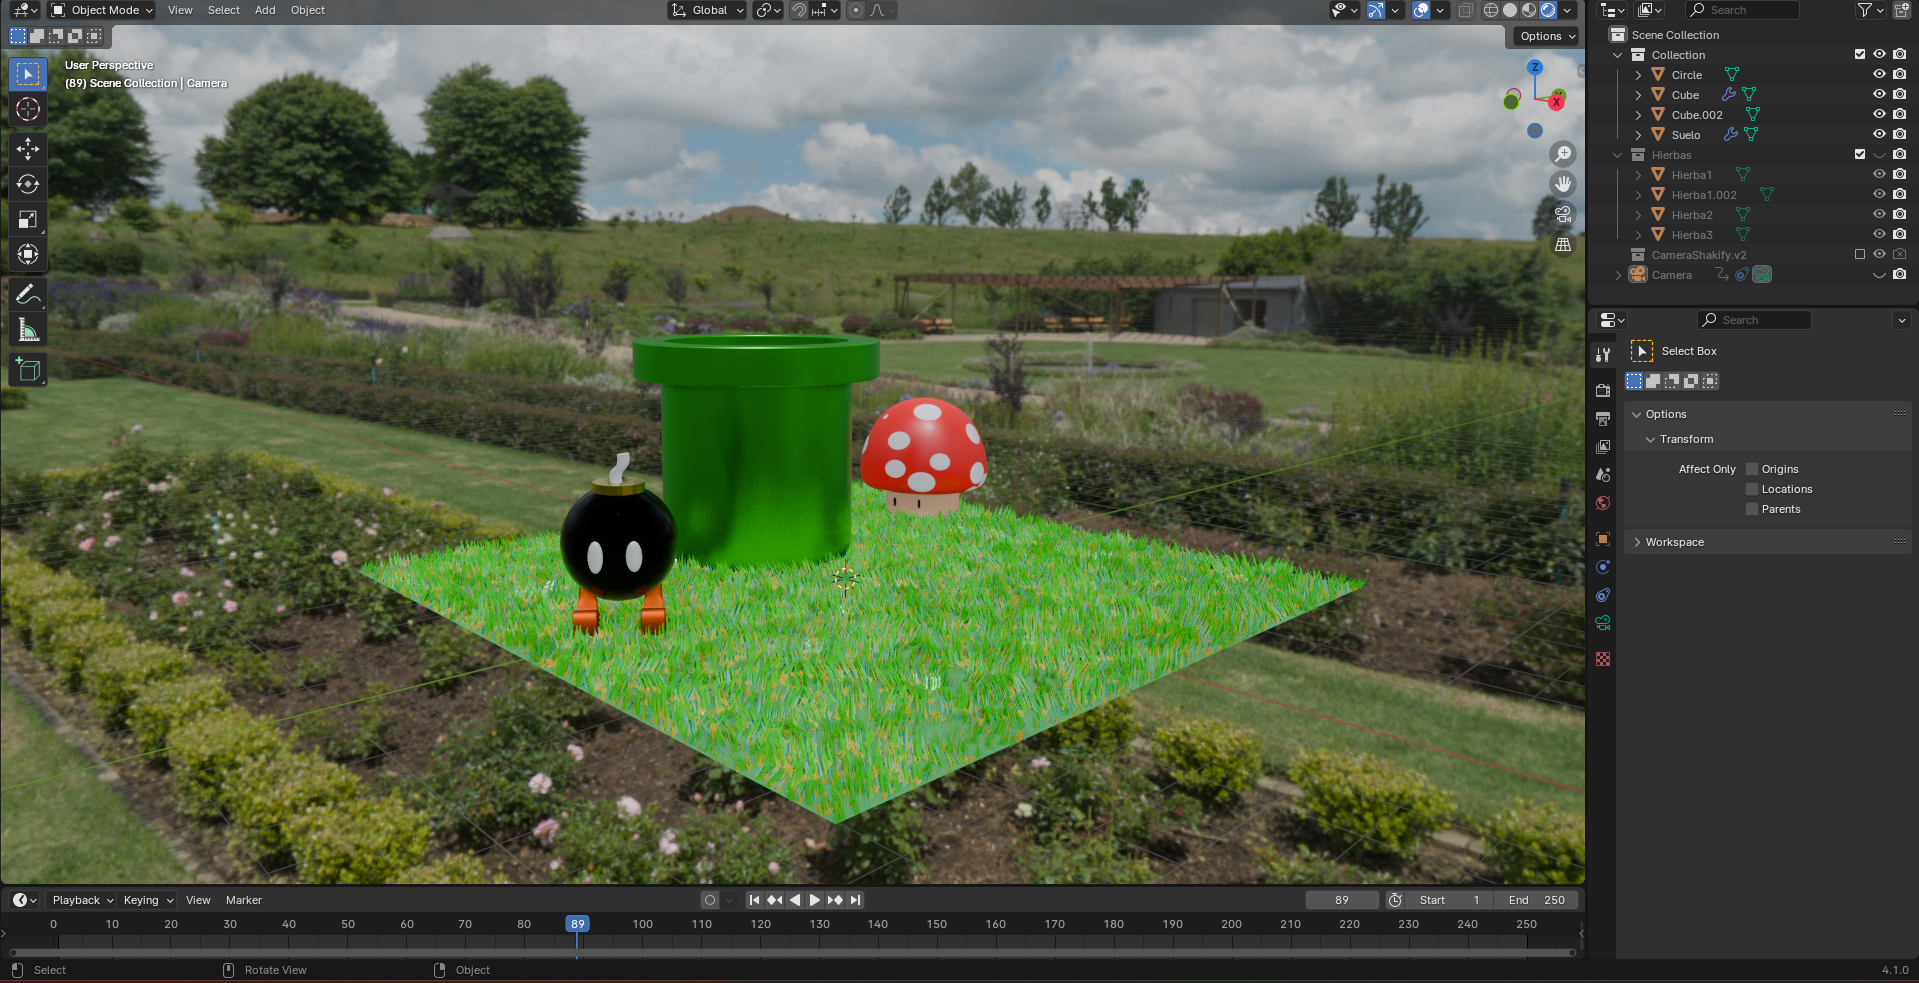 Object Mode View Select Add Object Global
Search
Options
User Perspective
(89) Scene Collection | Camera
Z
X
Scene Collection
Collection
Circle
Cube
Cube.002
Suelo
Hierbas
Hierba1
Hierba1.002
Hierba2
Hierba3
CameraShakify.v2
Camera
Search
Select Box
Options
Transform
Affect Only Origins
Locations
Parents
Workspace
Playback Keying View Marker 89 Start 1 End 250
0 10 20 30 40 50 60 70 80 89 100 110 120 130 140 150 160 170 180 190 200 210 220 230 240 250
Select Rotate View Object 4.1.0